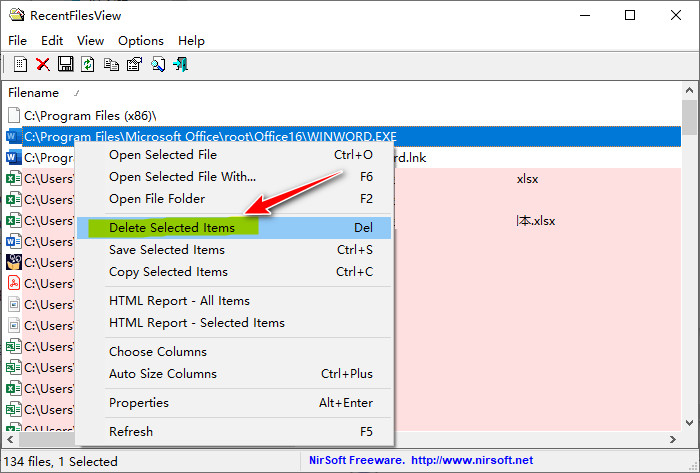 RecentFilesView
File Edit View Options Help
Filename
C:\Program Files (x86)\
C:\Program Files\Microsoft Office\root\Office16\WINWORD.EXE
C:\Progr rd.lnk
C:\Users\ xlsx
C:\Users\
C:\Users\ 本.xlsx
C:\Users\
C:\Users\
C:\Users\
C:\Users\
C:\Users\
C:\Users\
C:\Users\
C:\Users\
C:\Users\
Open Selected File Ctrl+O
Open Selected File With... F6
Open File Folder F2
Delete Selected Items Del
Save Selected Items Ctrl+S
Copy Selected Items Ctrl+C
HTML Report - All Items
HTML Report - Selected Items
Choose Columns
Auto Size Columns Ctrl+Plus
Properties Alt+Enter
Refresh F5
134 files, 1 Selected
NirSoft Freeware. http://www.nirsoft.net